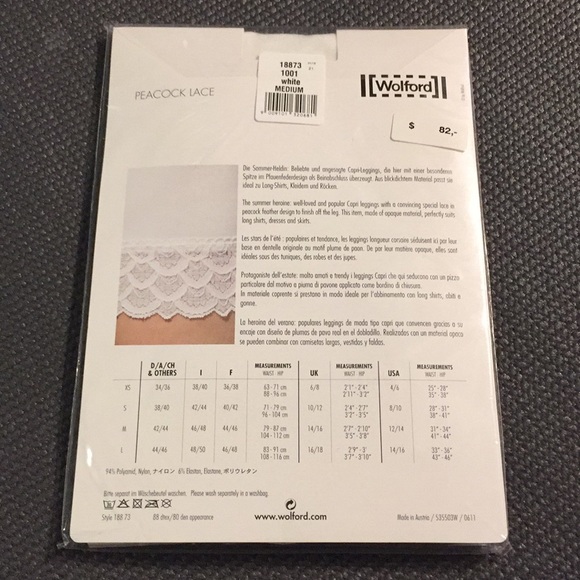 PEACOCK LACE
18873
1001
white
MEDIUM
Wolford
$ 82,-
Die Sommer-Heldin: Beliebte und angesagte Capri-Leggings, die hier mit einer besonderen
Spitze im Pfauenfederdesign als Beinabschluss überzeugt. Aus blickdichtem Material passt sie
ideal zu Long-Shirts, Kleidern und Röcken.
The summer heroine: well-loved and popular Capri leggings with a convincing special lace in
peacock feather design to finish off the leg. This item, made of opaque material, perfectly suits
long shirts, dresses and skirts.
Les stars de l'été : populaires et tendance, les leggings longueur corsaire séduisent ici par leur
base en dentelle originale au motif plume de paon. De par leur matière opaque, elles sont
idéales sous des tuniques, des robes et des jupes.
Protagoniste dell'estate: molto amati e trendy i leggings Capri che qui seducono con un pizzo
particolare dal motivo a piuma di pavone applicato come bordino di chiusura.
In materiale coprente si prestano in modo ideale per l'abbinamento con long shirts, abiti e
gonne.
La heroína del verano: populares leggings de moda tipo capri que convencen gracias a su
encaje con diseño de plumas de pavo real en el dobladillo. Realizados con un material opaco
se pueden combinar con camisetas largas, vestidos y faldas.
D/A/CH & OTHERS I F MEASUREMENTS WAIST · HIP UK MEASUREMENTS WAIST · HIP USA MEASUREMENTS WAIST · HIP
XS 34/36 38/40 36/38 63 - 71 cm 6/8 2'1" - 2'4" 4/6 25" - 28"
88 - 96 cm 2'11" - 3'2" 35" - 38"
S 38/40 42/44 40/42 71 - 79 cm 10/12 2'4" - 2'7" 8/10 28" - 31"
96 - 104 cm 3'2" - 3'5" 38" - 41"
M 42/44 46/48 44/46 79 - 87 cm 14/16 2'7" - 2'10" 12/14 31" - 34"
104 - 112 cm 3'5" - 3'8" 41" - 44"
L 44/46 48/50 46/48 83 - 91 cm 16/18 2'9" - 3' 14/16 33" - 36"
108 - 116 cm 3'7" - 3'10" 43" - 46"
94% Polyamid, Nylon, ナイロン 6% Elastan, Elastane, ポリウレタン
Bitte separat im Wäschebeutel waschen. Please wash separately in a washbag.
Style 188 73 88 dtex/80 den appearance
www.wolford.com
Made in Austria / 535503W / 0611